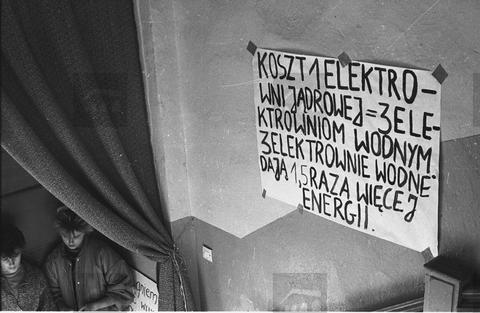 KOSZT 1 ELEKTRO-
WNI JĄDROWEJ = 3 ELE-
KTROWNIOM WODNYM.
3 ELEKTROWNIE WODNE
DAJĄ 1,5 RAZA WIĘCEJ
ENERGII.